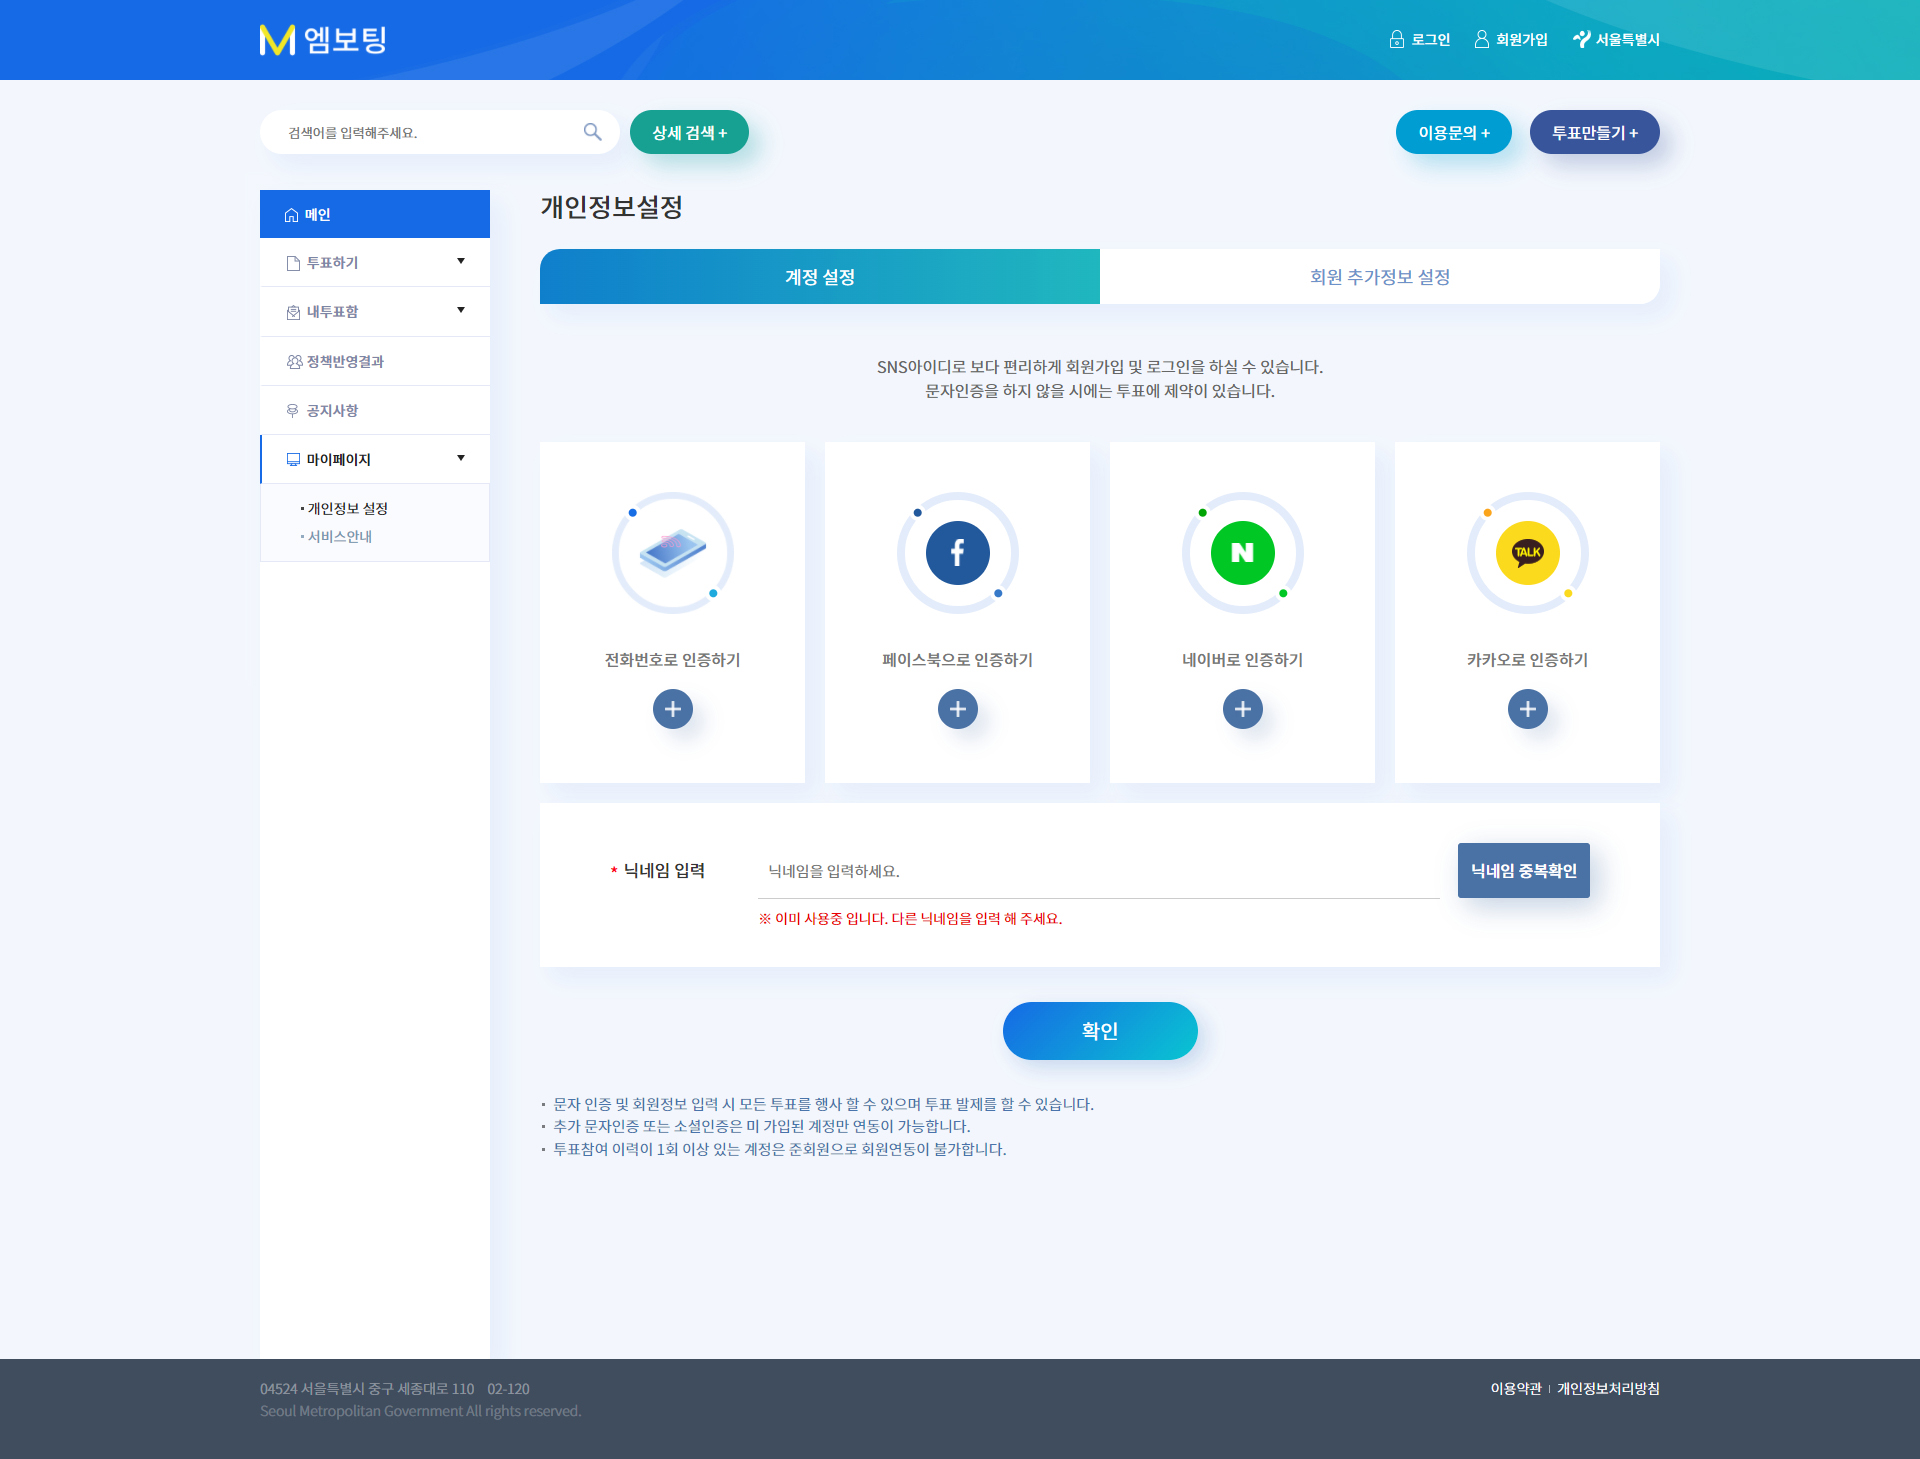 엠보팅
로그인
회원가입
서울특별시
검색어를 입력해주세요.
상세 검색 +
이용문의 +
투표만들기 +
메인
투표하기
내투표함
정책반영결과
공지사항
마이페이지
개인정보 설정
서비스안내
개인정보설정
계정 설정
회원 추가정보 설정
SNS아이디로 보다 편리하게 회원가입 및 로그인을 하실 수 있습니다.
문자인증을 하지 않을 시에는 투표에 제약이 있습니다.
전화번호로 인증하기
페이스북으로 인증하기
N
네이버로 인증하기
TALK
카카오로 인증하기
* 닉네임 입력
닉네임을 입력하세요.
닉네임 중복확인
※ 이미 사용중 입니다. 다른 닉네임을 입력 해 주세요.
확인
문자 인증 및 회원정보 입력 시 모든 투표를 행사 할 수 있으며 투표 발제를 할 수 있습니다.
추가 문자인증 또는 소셜인증은 미 가입된 계정만 연동이 가능합니다.
투표참여 이력이 1회 이상 있는 계정은 준회원으로 회원연동이 불가합니다.
04524 서울특별시 중구 세종대로 110 02-120
Seoul Metropolitan Government All rights reserved.
이용약관
개인정보처리방침